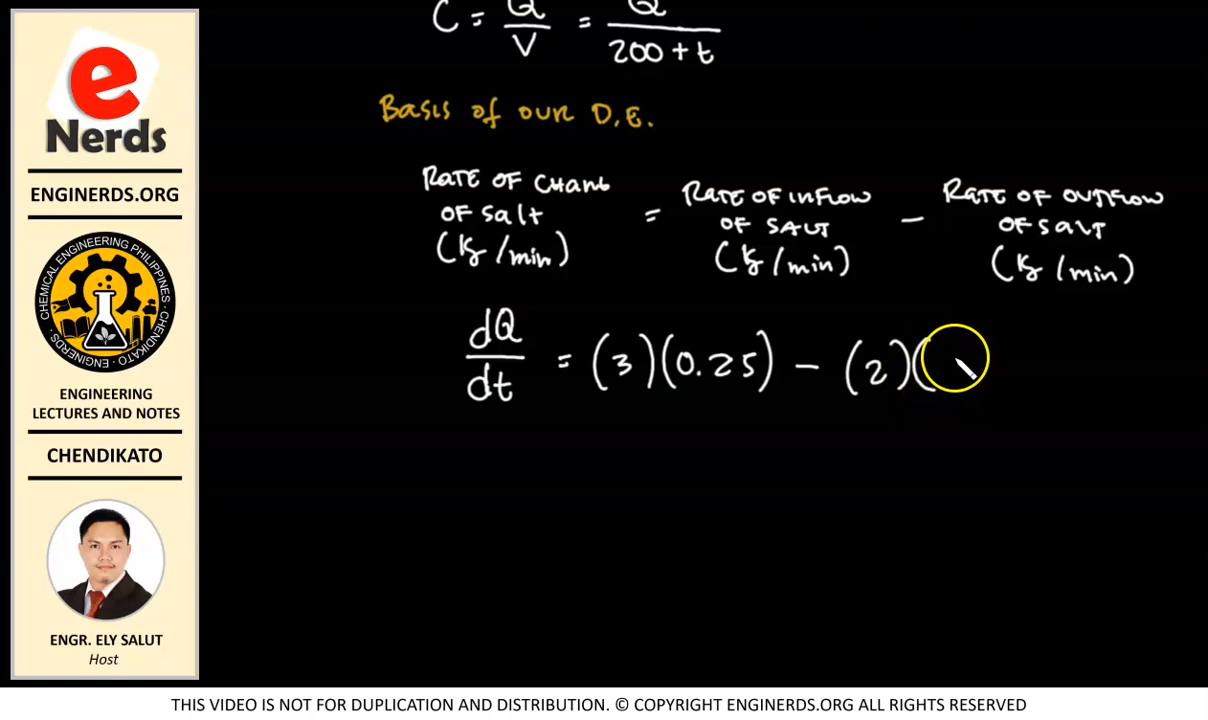 C = Q/V = Q/200 + t
Basis of our D.E.
RATE OF CHANG OF salt (kg/min) = RATE OF INFLOW OF SALT (kg/min) - RATE OF OUTFLOW OF SALT (kg/min)
dQ/dt = (3)(0.25) - (2)(
e
Nerds
ENGINERDS.ORG
CHEMICAL ENGINEERING PHILIPPINES
CHENDIKATO ENGINERDS
ENGINEERING
LECTURES AND NOTES
CHENDIKATO
ENGR. ELY SALUT
Host
THIS VIDEO IS NOT FOR DUPLICATION AND DISTRIBUTION. © COPYRIGHT ENGINERDS.ORG ALL RIGHTS RESERVED